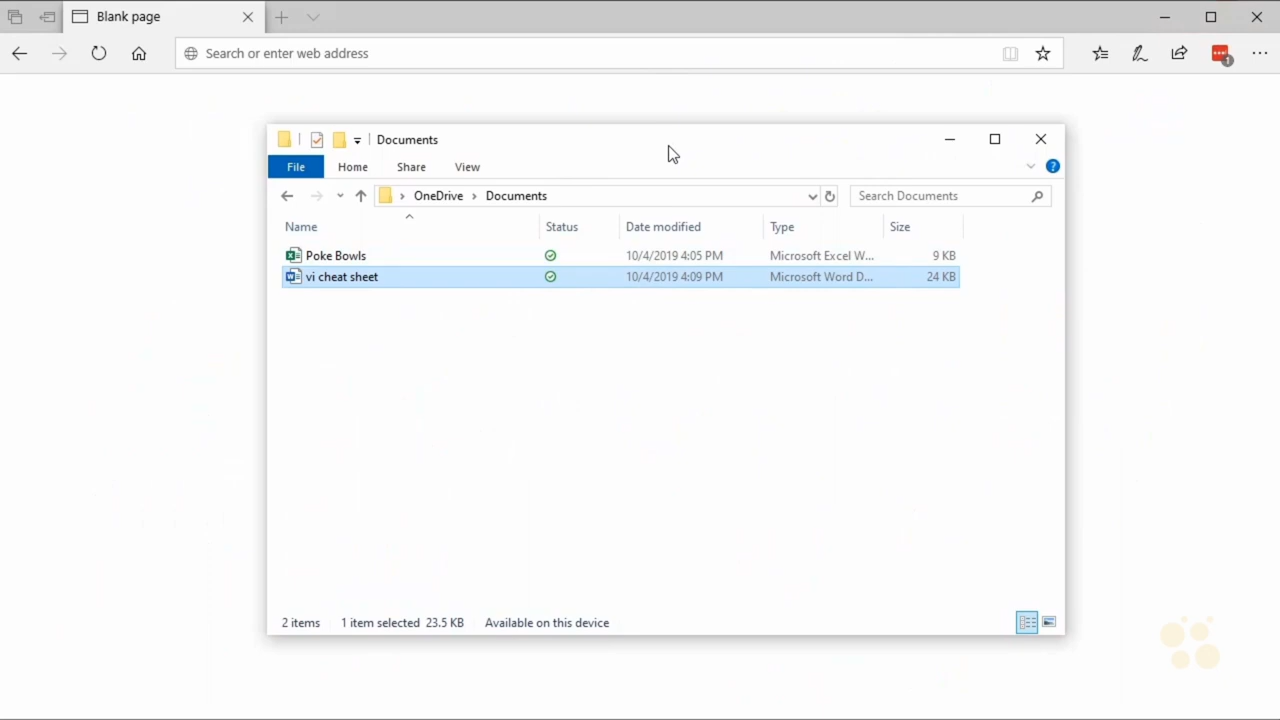 Blank page
Search or enter web address
1
Documents
File Home Share View
OneDrive Documents
Search Documents
Name Status Date modified Type Size
Poke Bowls 10/4/2019 4:05 PM Microsoft Excel W... 9 KB
vi cheat sheet 10/4/2019 4:09 PM Microsoft Word D... 24 KB
2 items 1 item selected 23.5 KB Available on this device